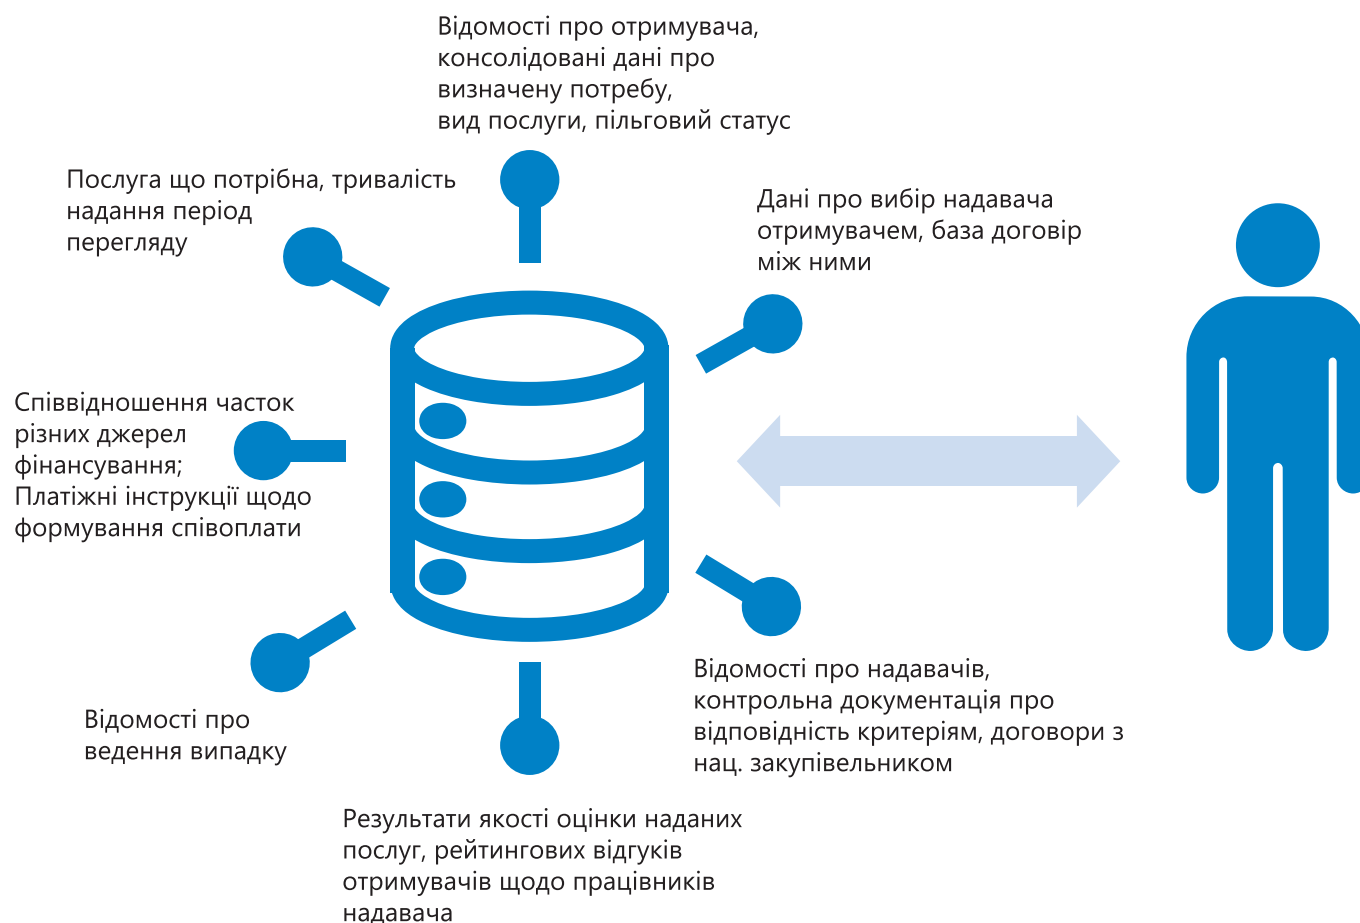 Відомості про отримувача,
консолідовані дані про
визначену потребу,
вид послуги, пільговий статус
Послуга що потрібна, тривалість
надання період
перегляду
Дані про вибір надавача
отримувачем, база договір
між ними
Співвідношення часток
різних джерел
фінансування;
Платіжні інструкції щодо
формування співоплати
Відомості про надавачів,
контрольна документація про
відповідність критеріям, договори з
нац. закупівельником
Відомості про
ведення випадку
Результати якості оцінки наданих
послуг, рейтингових відгуків
отримувачів щодо працівників
надавача